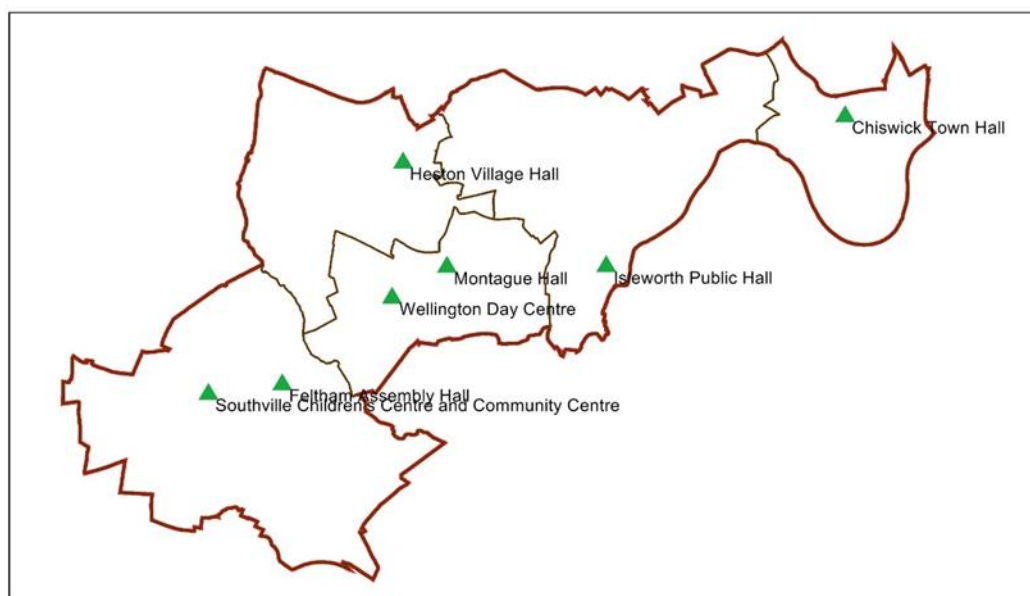 Chiswick Town Hall
Heston Village Hall
Montague Hall
Isleworth Public Hall
Wellington Day Centre
Feltham Assembly Hall
Southville Children's Centre and Community Centre